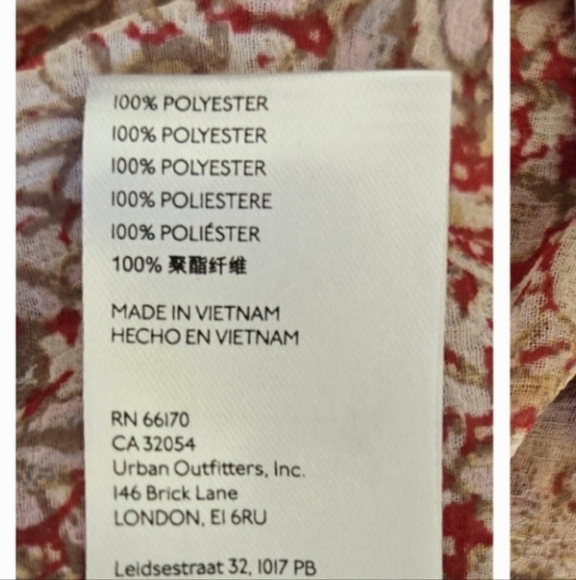 100% POLYESTER
100% POLYESTER
100% POLYESTER
100% POLIESTERE
100% POLIÉSTER
100% 聚酯纤维
MADE IN VIETNAM
HECHO EN VIETNAM
RN 66170
CA 32054
Urban Outfitters, Inc.
146 Brick Lane
LONDON, E1 6RU
Leidsestraat 32, 1017 PB